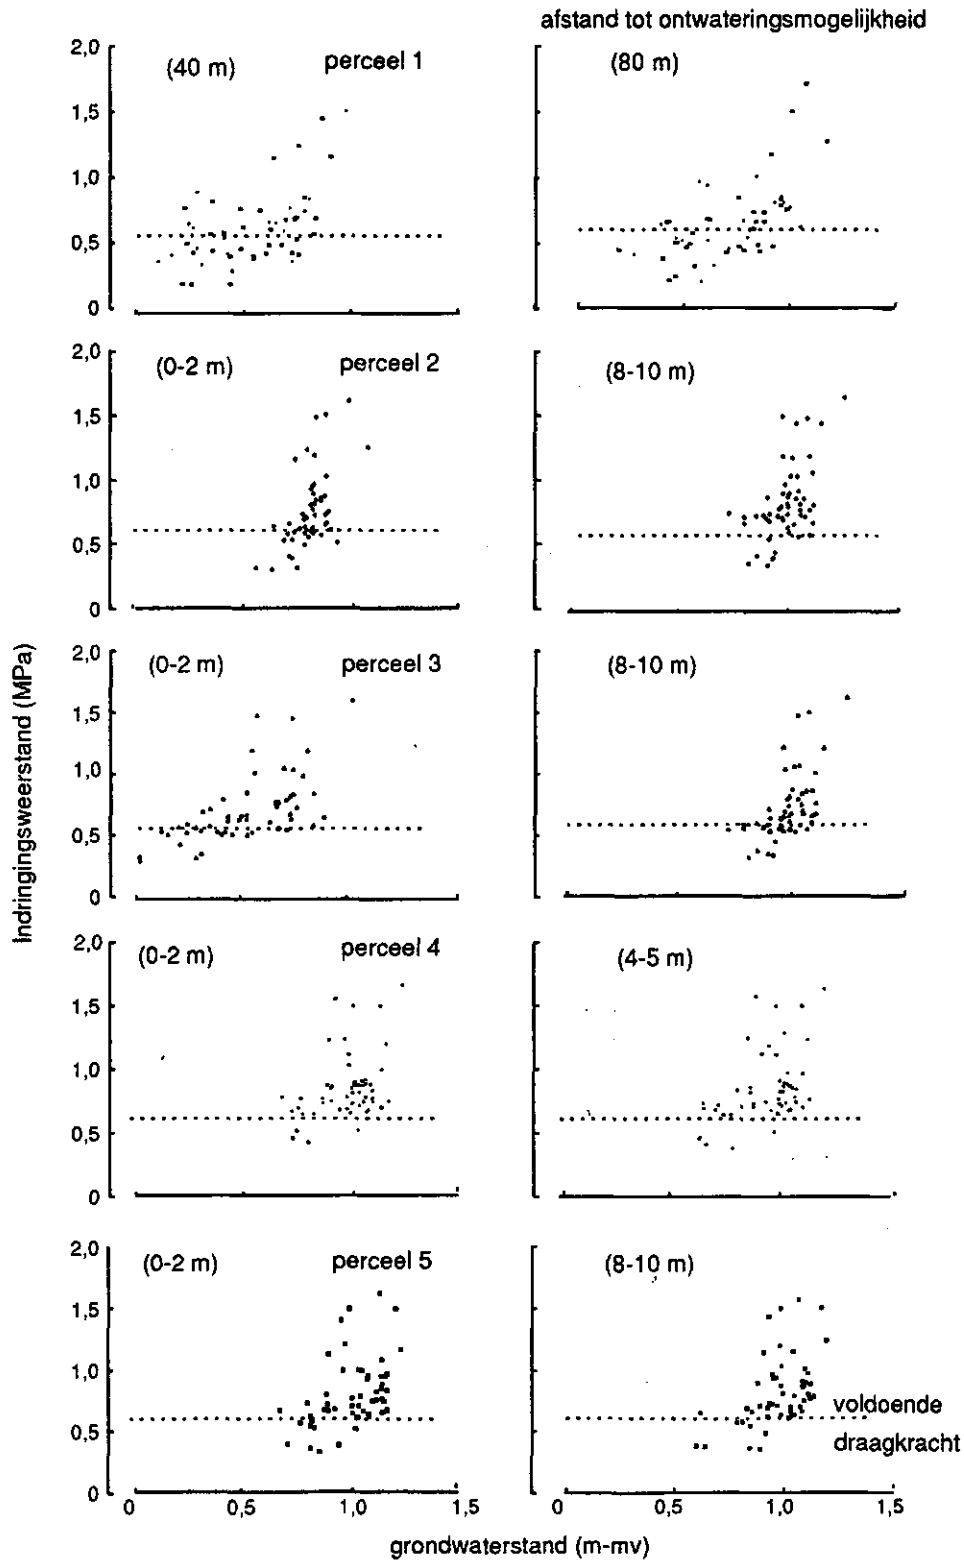 afstand tot ontwateringsmogelijkheid
2,0
(40 m)
perceel 1
(80 m)
1,5
1,0
0,5
0
2,0
(0-2 m)
perceel 2
(8-10 m)
1,5
1,0
0,5
0
2,0
(0-2 m)
perceel 3
(8-10 m)
1,5
1,0
0,5
0
Indringingsweerstand (MPa)
2,0
(0-2 m)
perceel 4
(4-5 m)
1,5
1,0
0,5
0
2,0
(0-2 m)
perceel 5
(8-10 m)
1,5
1,0
0,5
0
voldoende
draagkracht
0 0,5 1,0 1,5 0 0,5 1,0 1,5
grondwaterstand (m-mv)